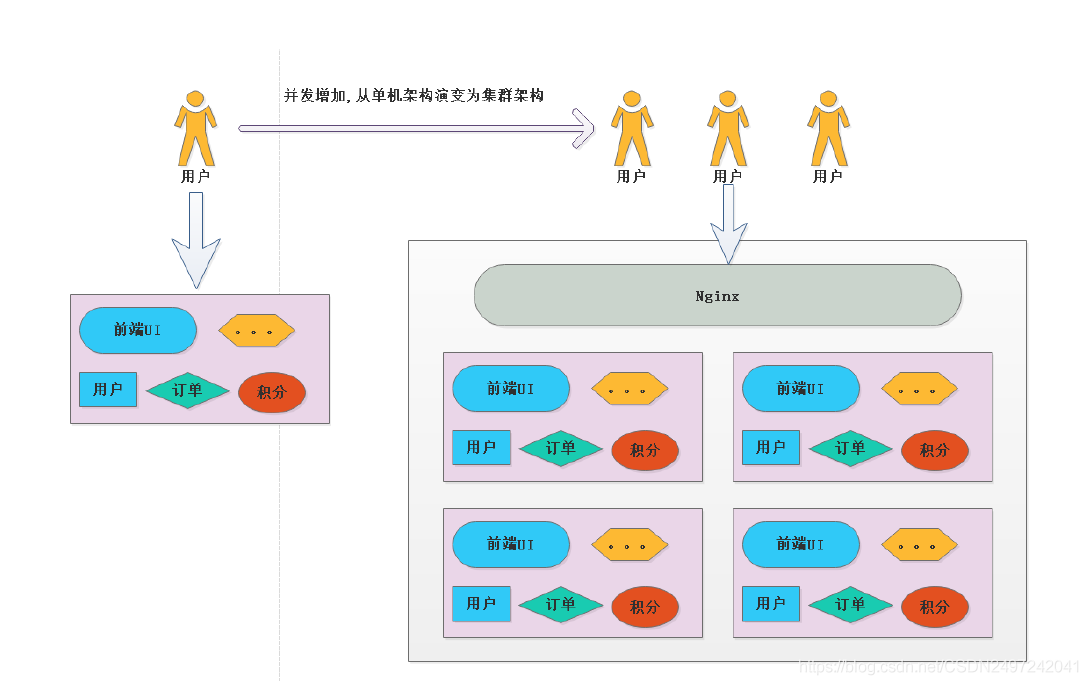 并发增加, 从单机架构演变为集群架构
用户
用户
用户
用户
Nginx
前端UI
。。。
用户
订单
积分
前端UI
。。。
用户
订单
积分
前端UI
。。。
用户
订单
积分
前端UI
。。。
用户
订单
积分
前端UI
。。。
用户
订单
积分
https://blog.csdn.net/CSDN2497242041